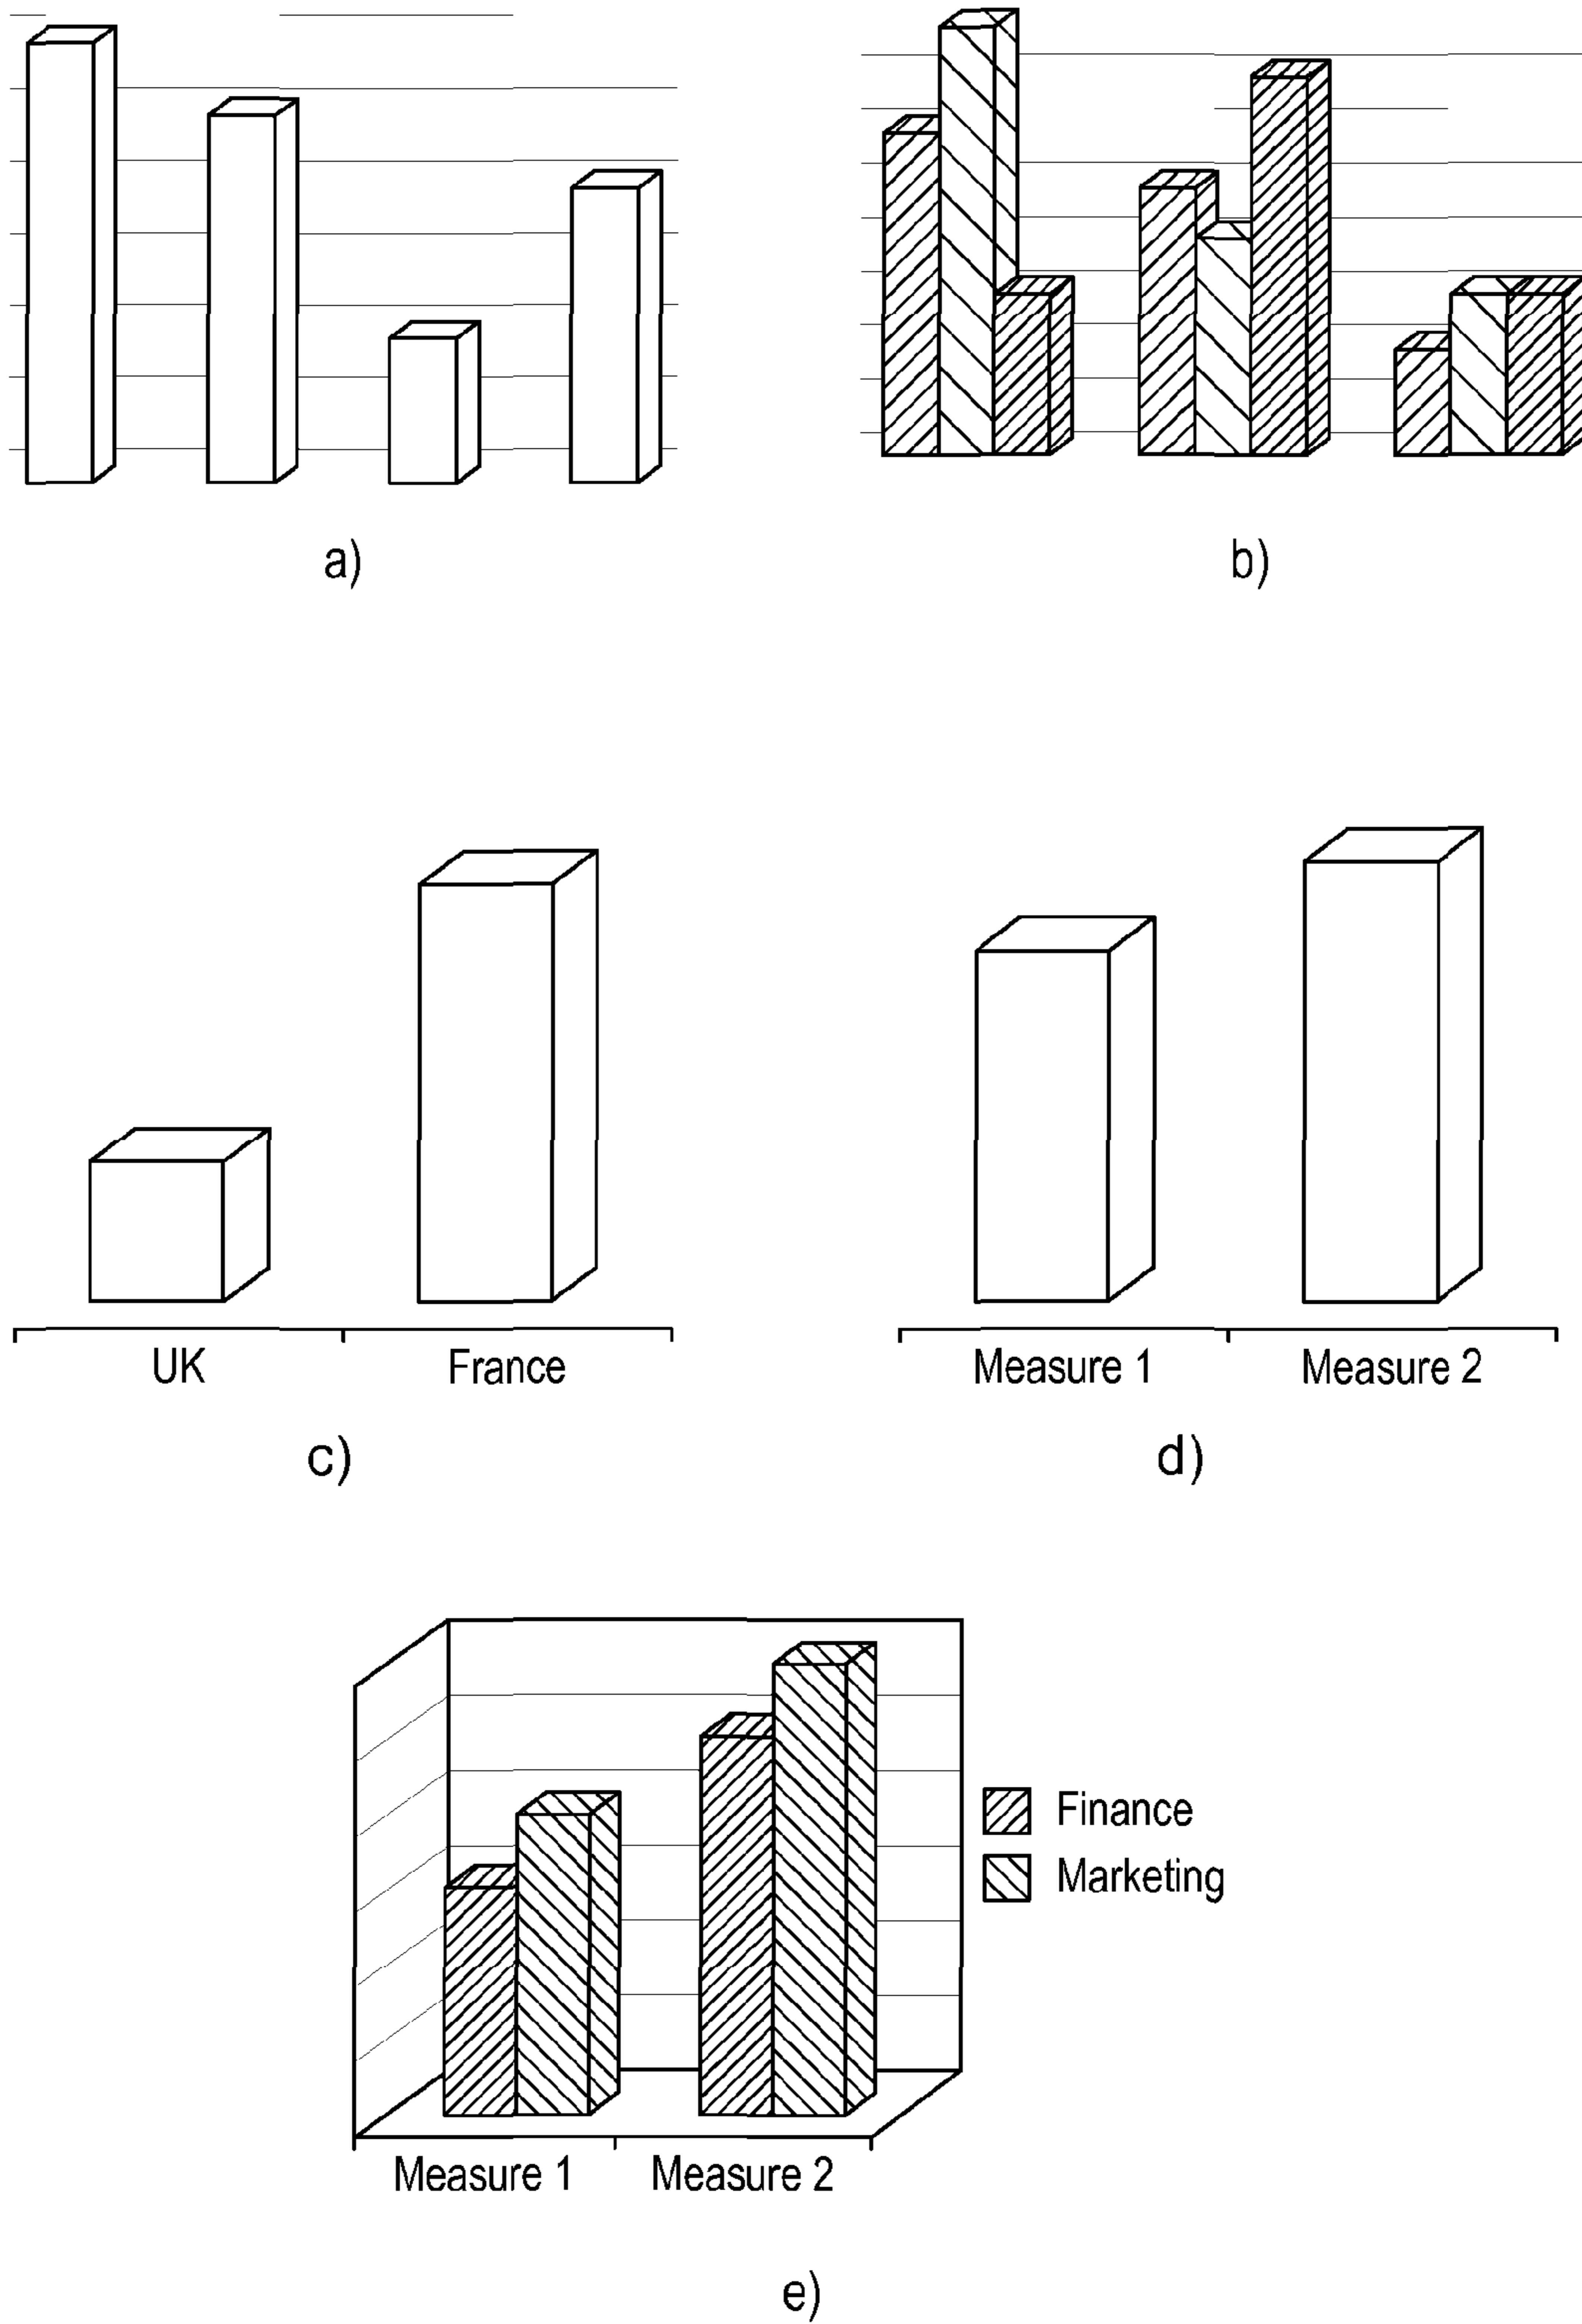 a)
b)
UK
France
c)
Measure 1
Measure 2
d)
Finance
Marketing
Measure 1
Measure 2
e)